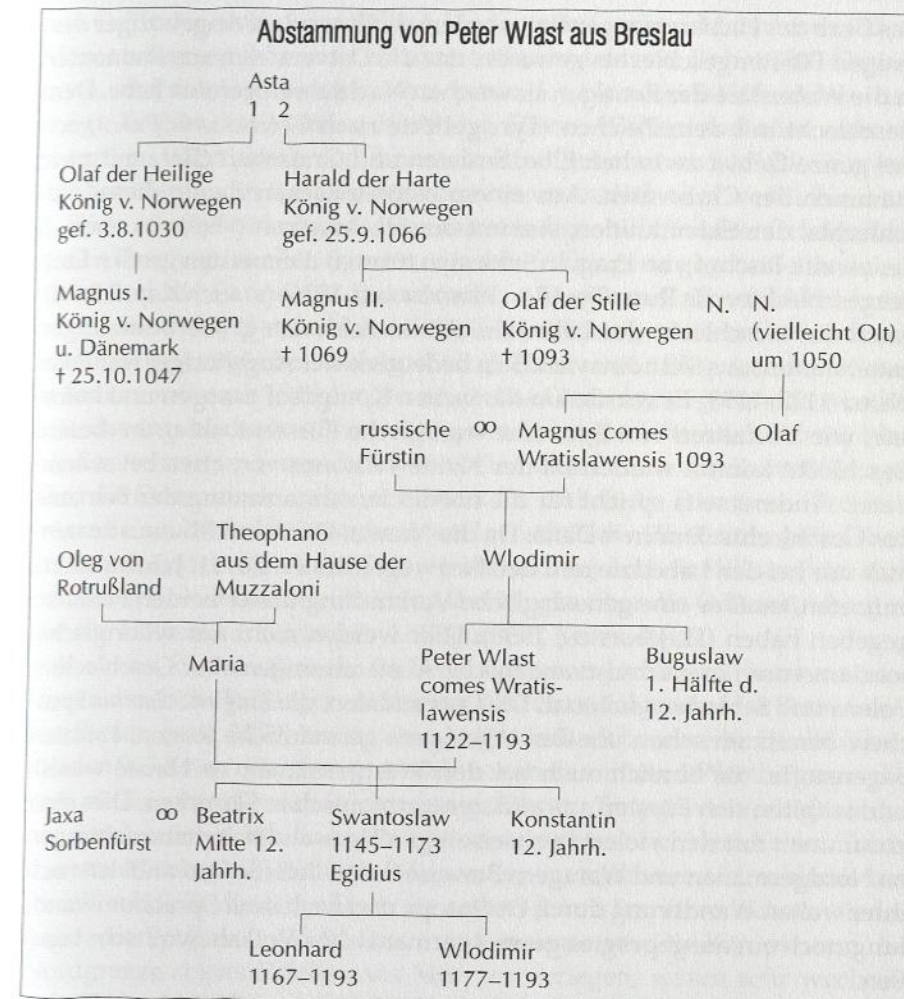 Abstammung von Peter Wlast aus Breslau
Asta
1 2
Olaf der Heilige
König v. Norwegen
gef. 3.8.1030
Harald der Harte
König v. Norwegen
gef. 25.9.1066
Magnus I.
König v. Norwegen
u. Dänemark
† 25.10.1047
Magnus II.
König v. Norwegen
† 1069
Olaf der Stille
König v. Norwegen
† 1093
N.
N.
(vielleicht Olt)
um 1050
russische
Fürstin
∞
Magnus comes
Wratislawensis 1093
Olaf
Oleg von
Rotrußland
Theophano
aus dem Hause der
Muzzaloni
Wlodimir
Maria
Peter Wlast
comes Wratis-
lawensis
1122–1193
Buguslaw
1. Hälfte d.
12. Jahrh.
Jaxa
Sorbenfürst
∞
Beatrix
Mitte 12.
Jahrh.
Swantoslaw
1145–1173
Egidius
Konstantin
12. Jahrh.
Leonhard
1167–1193
Wlodimir
1177–1193